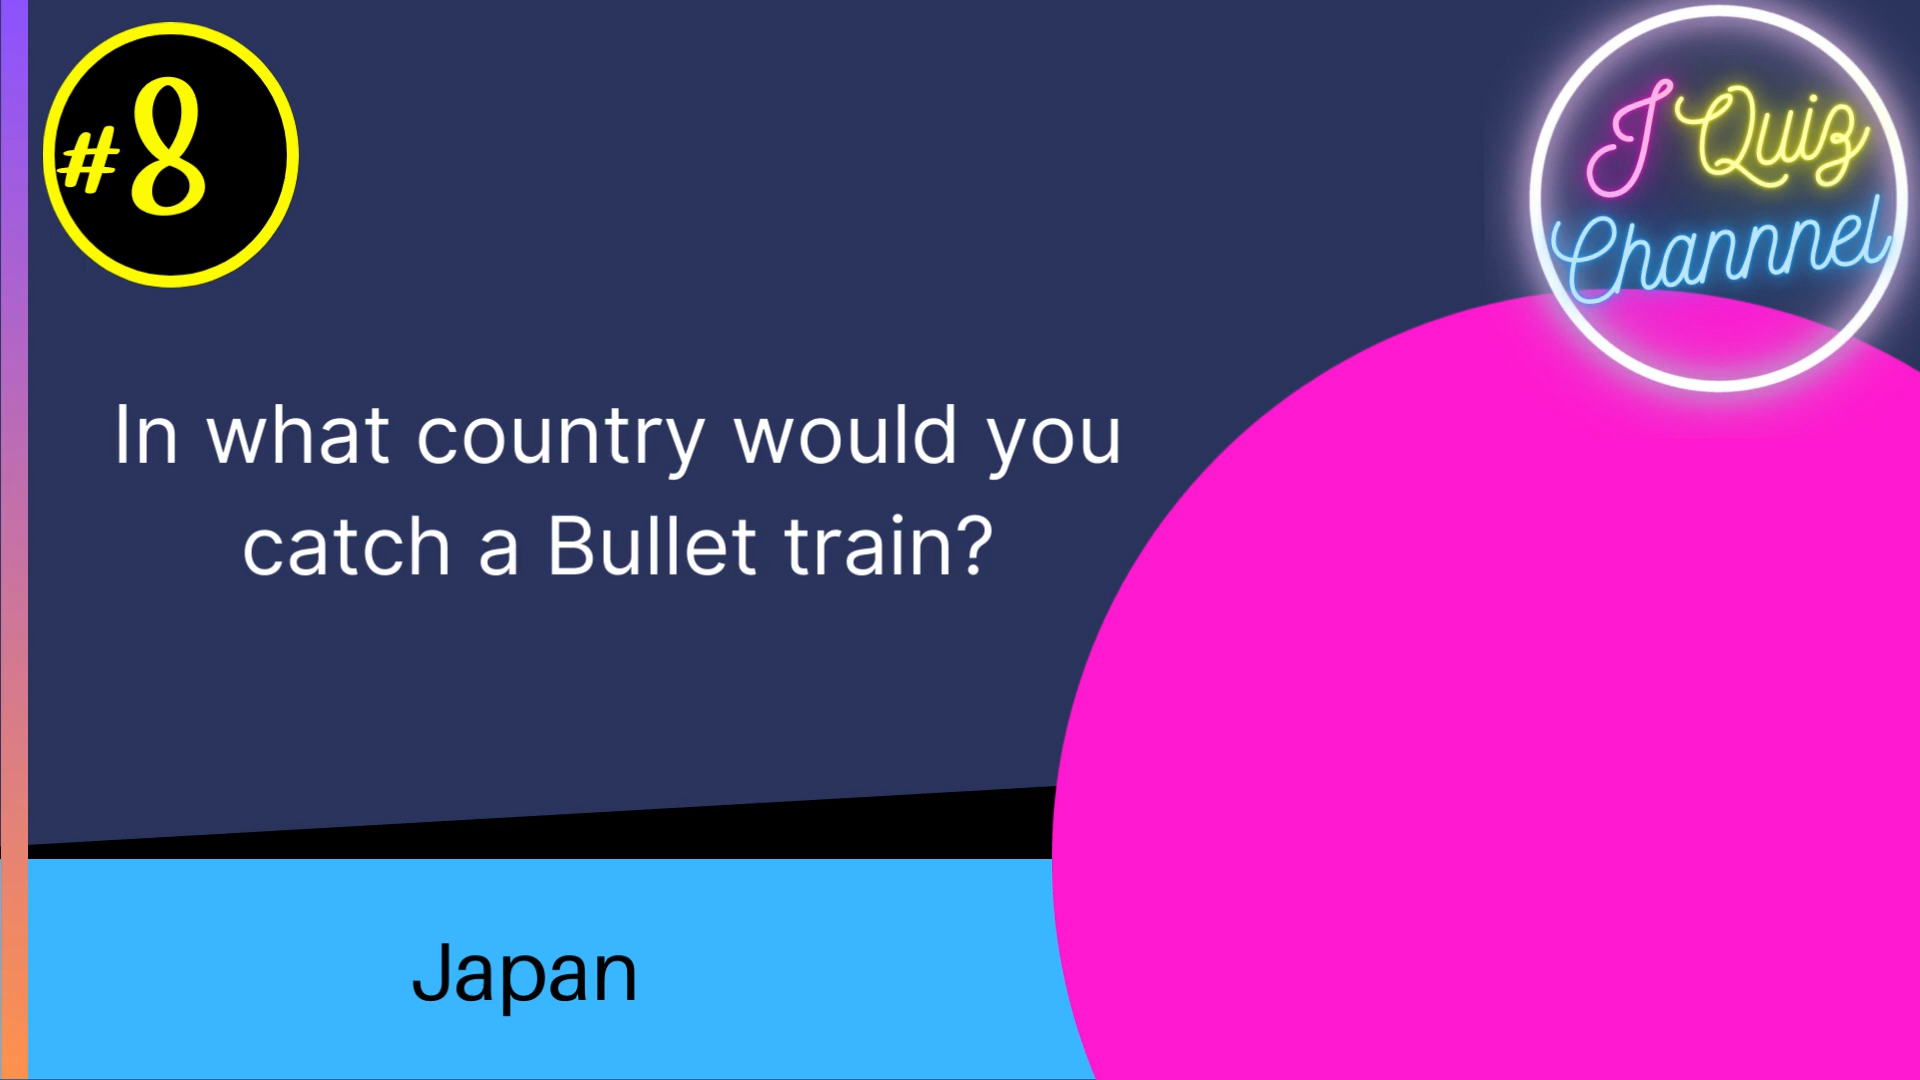 #8
I Quiz
Channnel
In what country would you
catch a Bullet train?
Japan